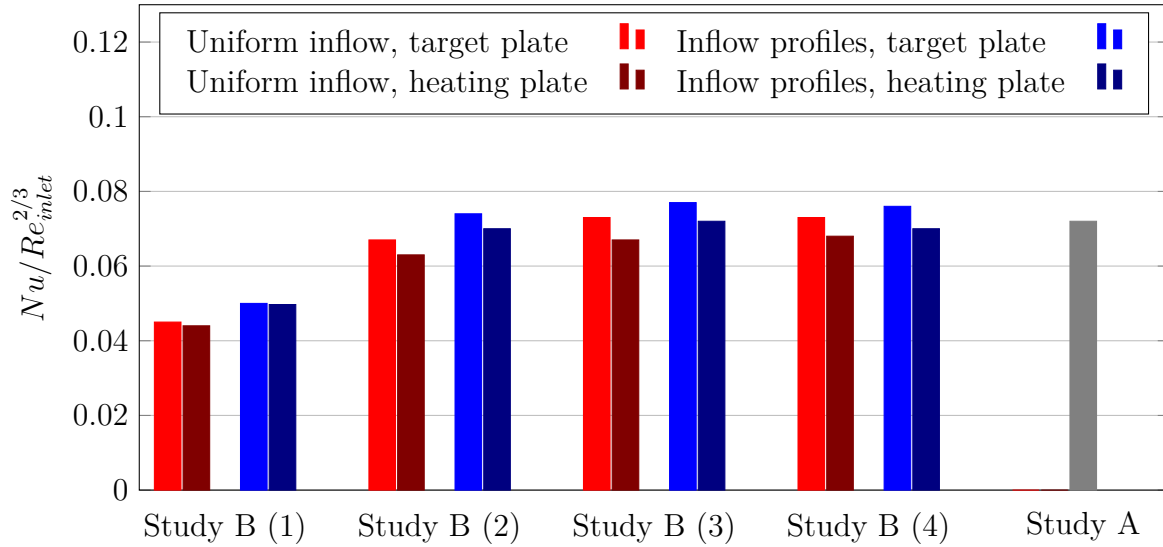 Uniform inflow, target plate Inflow profiles, target plate
Uniform inflow, heating plate Inflow profiles, heating plate
0.12
0.1
0.08
0.06
0.04
0.02
0
Nu/Re_{inlet}^{2/3}
Study B (1) Study B (2) Study B (3) Study B (4) Study A